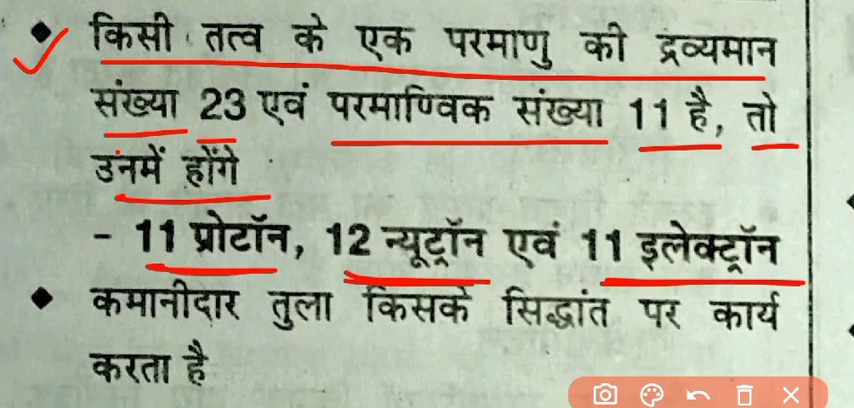 ◆ किसी तत्व के एक परमाणु की द्रव्यमान
संख्या 23 एवं परमाण्विक संख्या 11 है, तो
उनमें होंगे
- 11 प्रोटॉन, 12 न्यूट्रॉन एवं 11 इलेक्ट्रॉन
◆ कमानीदार तुला किसके सिद्धांत पर कार्य
करता है